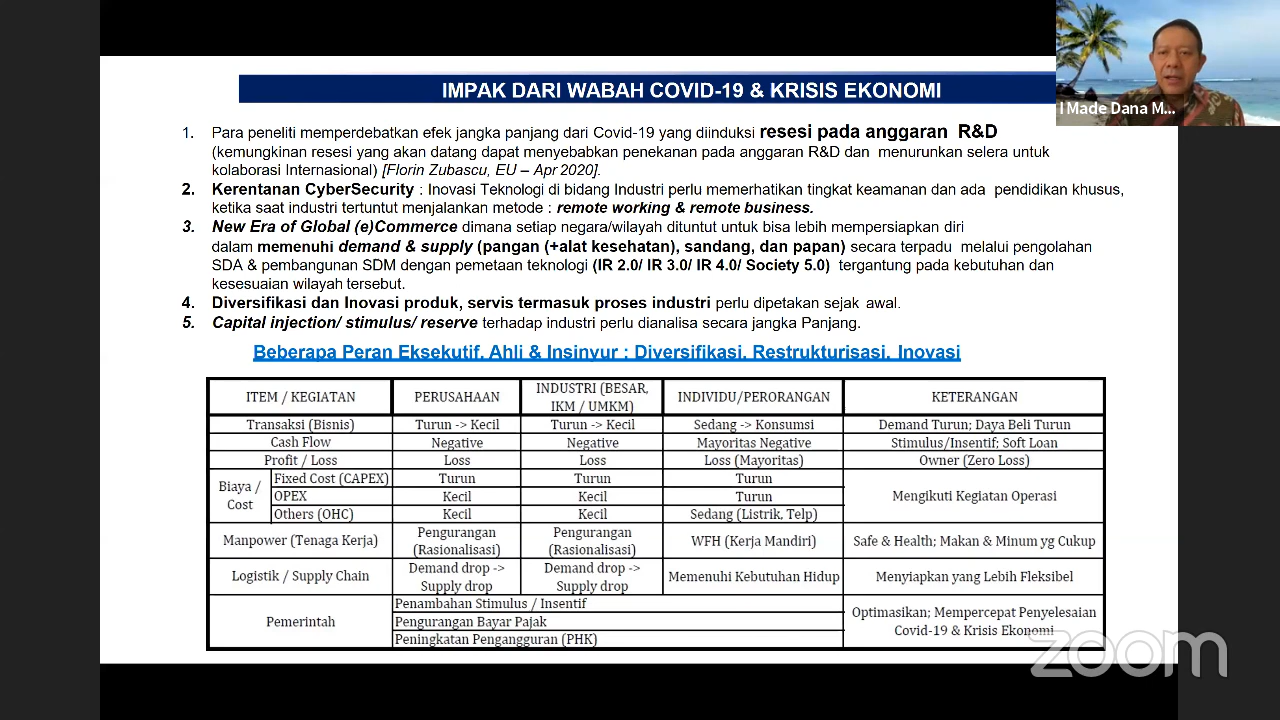 IMPAK DARI WABAH COVID-19 & KRISIS EKONOMI
I Made Dana M...
1. Para peneliti memperdebatkan efek jangka panjang dari Covid-19 yang diinduksi resesi pada anggaran R&D
(kemungkinan resesi yang akan datang dapat menyebabkan penekanan pada anggaran R&D dan menurunkan selera untuk
kolaborasi Internasional) [Florin Zubascu, EU – Apr 2020].
2. Kerentanan CyberSecurity : Inovasi Teknologi di bidang Industri perlu memerhatikan tingkat keamanan dan ada pendidikan khusus,
ketika saat industri tertuntut menjalankan metode : remote working & remote business.
3. New Era of Global (e)Commerce dimana setiap negara/wilayah dituntut untuk bisa lebih mempersiapkan diri
dalam memenuhi demand & supply (pangan (+alat kesehatan), sandang, dan papan) secara terpadu melalui pengolahan
SDA & pembangunan SDM dengan pemetaan teknologi (IR 2.0/ IR 3.0/ IR 4.0/ Society 5.0) tergantung pada kebutuhan dan
kesesuaian wilayah tersebut.
4. Diversifikasi dan Inovasi produk, servis termasuk proses industri perlu dipetakan sejak awal.
5. Capital injection/ stimulus/ reserve terhadap industri perlu dianalisa secara jangka Panjang.
Beberapa Peran Eksekutif, Ahli & Insinyur : Diversifikasi, Restrukturisasi, Inovasi
ITEM / KEGIATAN PERUSAHAAN INDUSTRI (BESAR, IKM / UMKM) INDIVIDU/PERORANGAN KETERANGAN
Transaksi (Bisnis) Turun -> Kecil Turun -> Kecil Sedang -> Konsumsi Demand Turun; Daya Beli Turun
Cash Flow Negative Negative Mayoritas Negative Stimulus/Insentif; Soft Loan
Profit / Loss Loss Loss Loss (Mayoritas) Owner (Zero Loss)
Biaya / Cost Fixed Cost (CAPEX) Turun Turun Turun Mengikuti Kegiatan Operasi
OPEX Kecil Kecil Turun
Others (OHC) Kecil Kecil Sedang (Listrik, Telp)
Manpower (Tenaga Kerja) Pengurangan (Rasionalisasi) Pengurangan (Rasionalisasi) WFH (Kerja Mandiri) Safe & Health; Makan & Minum yg Cukup
Logistik / Supply Chain Demand drop -> Supply drop Demand drop -> Supply drop Memenuhi Kebutuhan Hidup Menyiapkan yang Lebih Fleksibel
Pemerintah Penambahan Stimulus / Insentif Optimasikan; Mempercepat Penyelesaian Covid-19 & Krisis Ekonomi
Pengurangan Bayar Pajak
Peningkatan Pengangguran (PHK)
zoom